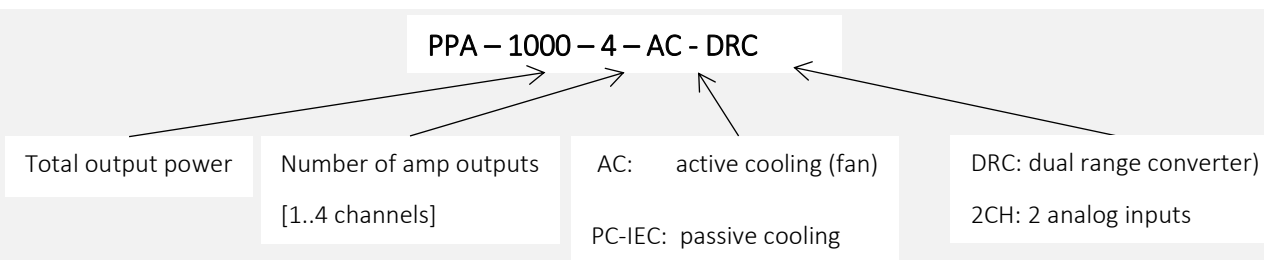 PPA – 1000 – 4 – AC - DRC
Total output power
Number of amp outputs
[1..4 channels]
AC: active cooling (fan)
PC-IEC: passive cooling
DRC: dual range converter)
2CH: 2 analog inputs